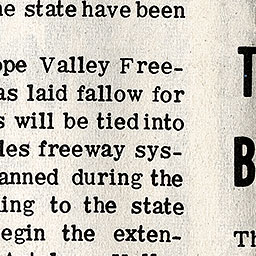 he state have been
ope Valley Free-
as laid fallow for
s will be tied into
les freeway sys-
anned during the
ing to the state
egin the exten-
T
B
Th